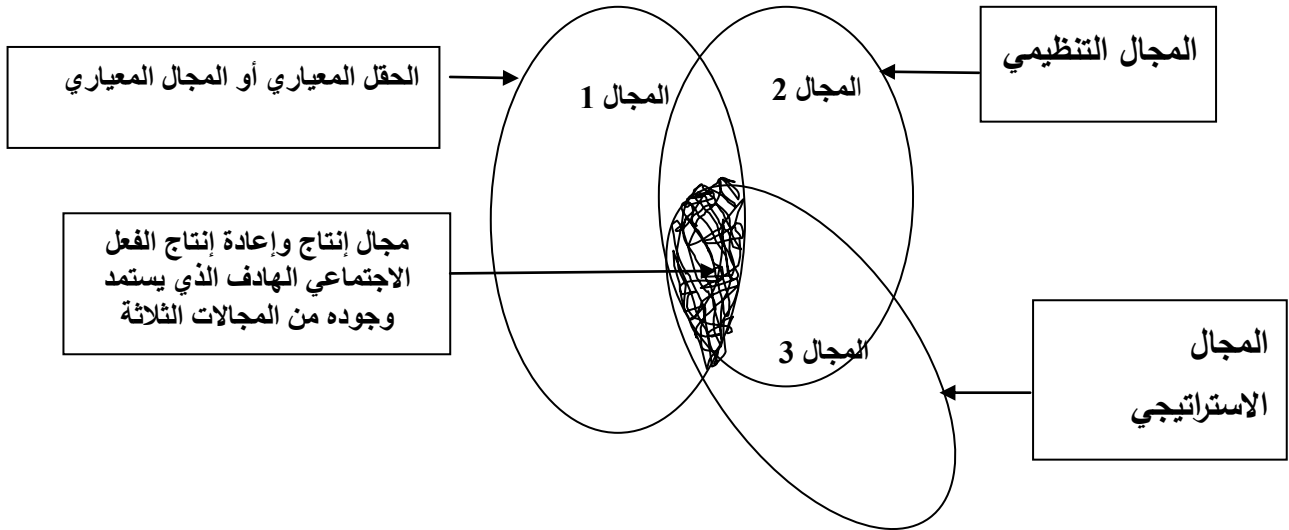 المجال التنظيمي
الحقل المعياري أو المجال المعياري
المجال 2
المجال 1
مجال إنتاج وإعادة إنتاج الفعل
الاجتماعي الهادف الذي يستمد
وجوده من المجالات الثلاثة
المجال 3
المجال
الاستراتيجي